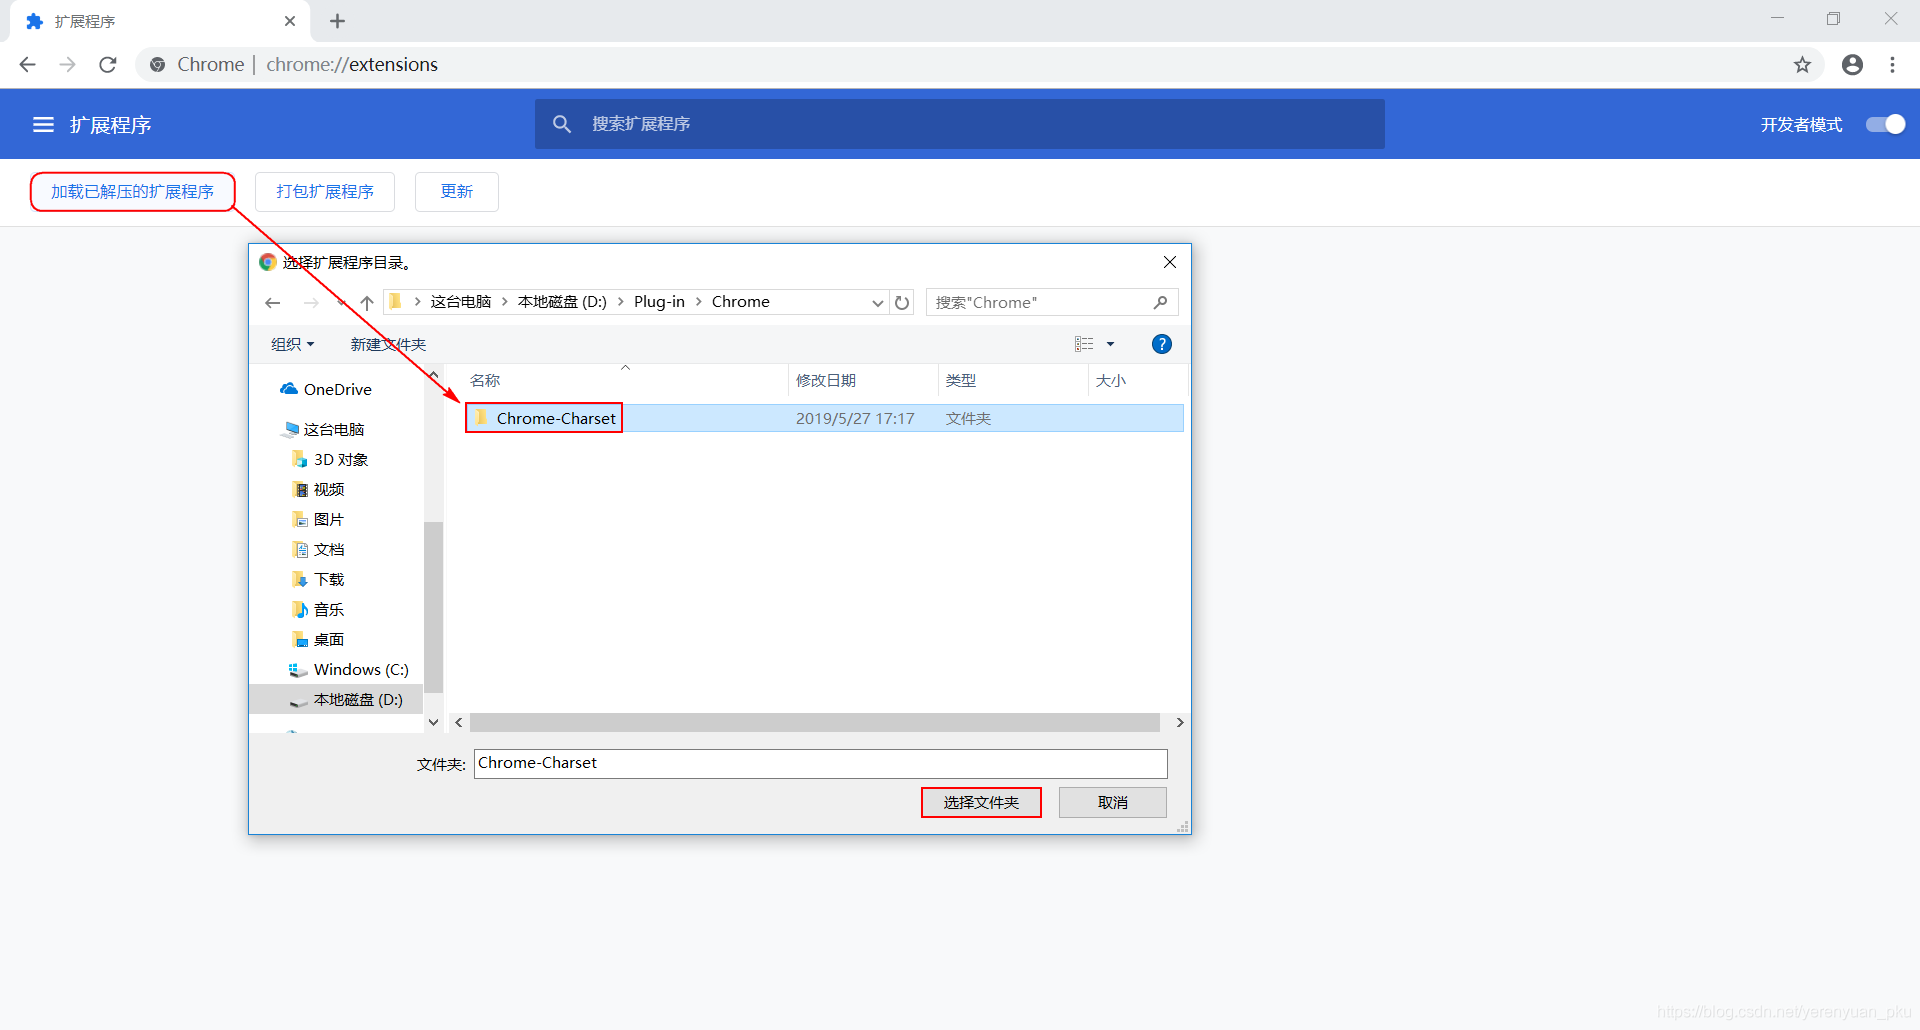 扩展程序
Chrome | chrome://extensions
扩展程序
搜索扩展程序
开发者模式
加载已解压的扩展程序
打包扩展程序
更新
选择扩展程序目录。
这台电脑 > 本地磁盘 (D:) > Plug-in > Chrome
搜索"Chrome"
组织
新建文件夹
名称
修改日期
类型
大小
Chrome-Charset
2019/5/27 17:17
文件夹
OneDrive
这台电脑
3D 对象
视频
图片
文档
下载
音乐
桌面
Windows (C:)
本地磁盘 (D:)
文件夹:
Chrome-Charset
选择文件夹
取消
https://blog.csdn.net/yerenyuan_pku